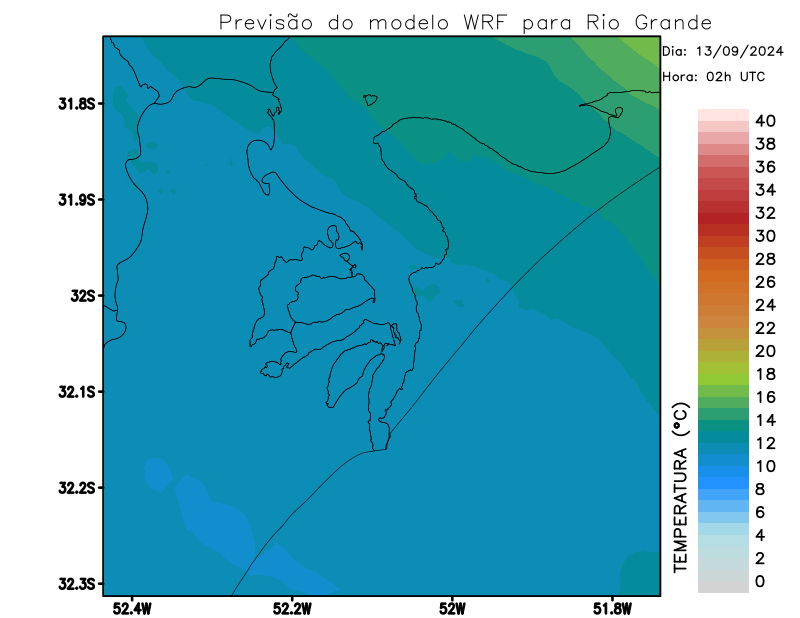 Previsão do modelo WRF para Rio Grande
Dia: 13/09/2024
Hora: 02h UTC
31.8S
31.9S
32S
32.1S
32.2S
32.3S
52.4W
52.2W
52W
51.8W
TEMPERATURA (°C)
40
38
36
34
32
30
28
26
24
22
20
18
16
14
12
10
8
6
4
2
0